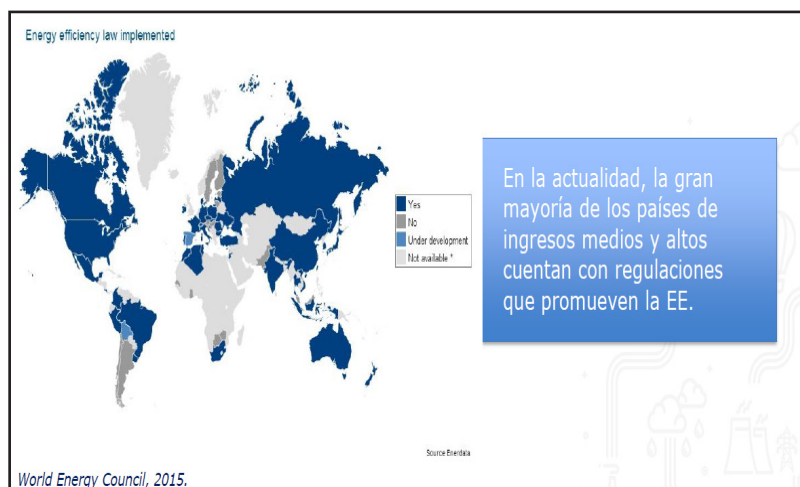 Energy efficiency law implemented
Yes
No
Under development
Not available *
En la actualidad, la gran
mayoría de los países de
ingresos medios y altos
cuentan con regulaciones
que promueven la EE.
Source Enerdata
World Energy Council, 2015.